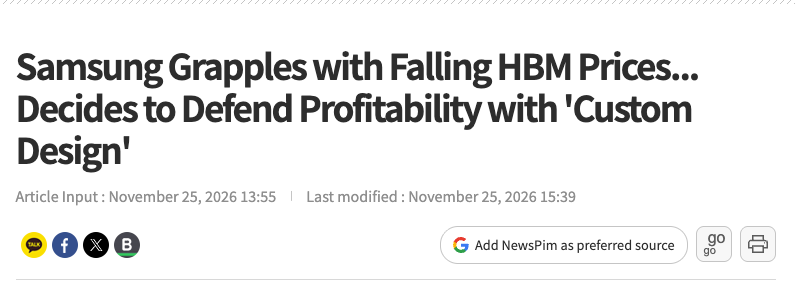 Samsung Grapples with Falling HBM Prices...
Decides to Defend Profitability with 'Custom
Design'
Article Input : November 25, 2026 13:55 Last modified : November 25, 2026 15:39
TALK f X B G Add NewsPim as preferred source go go